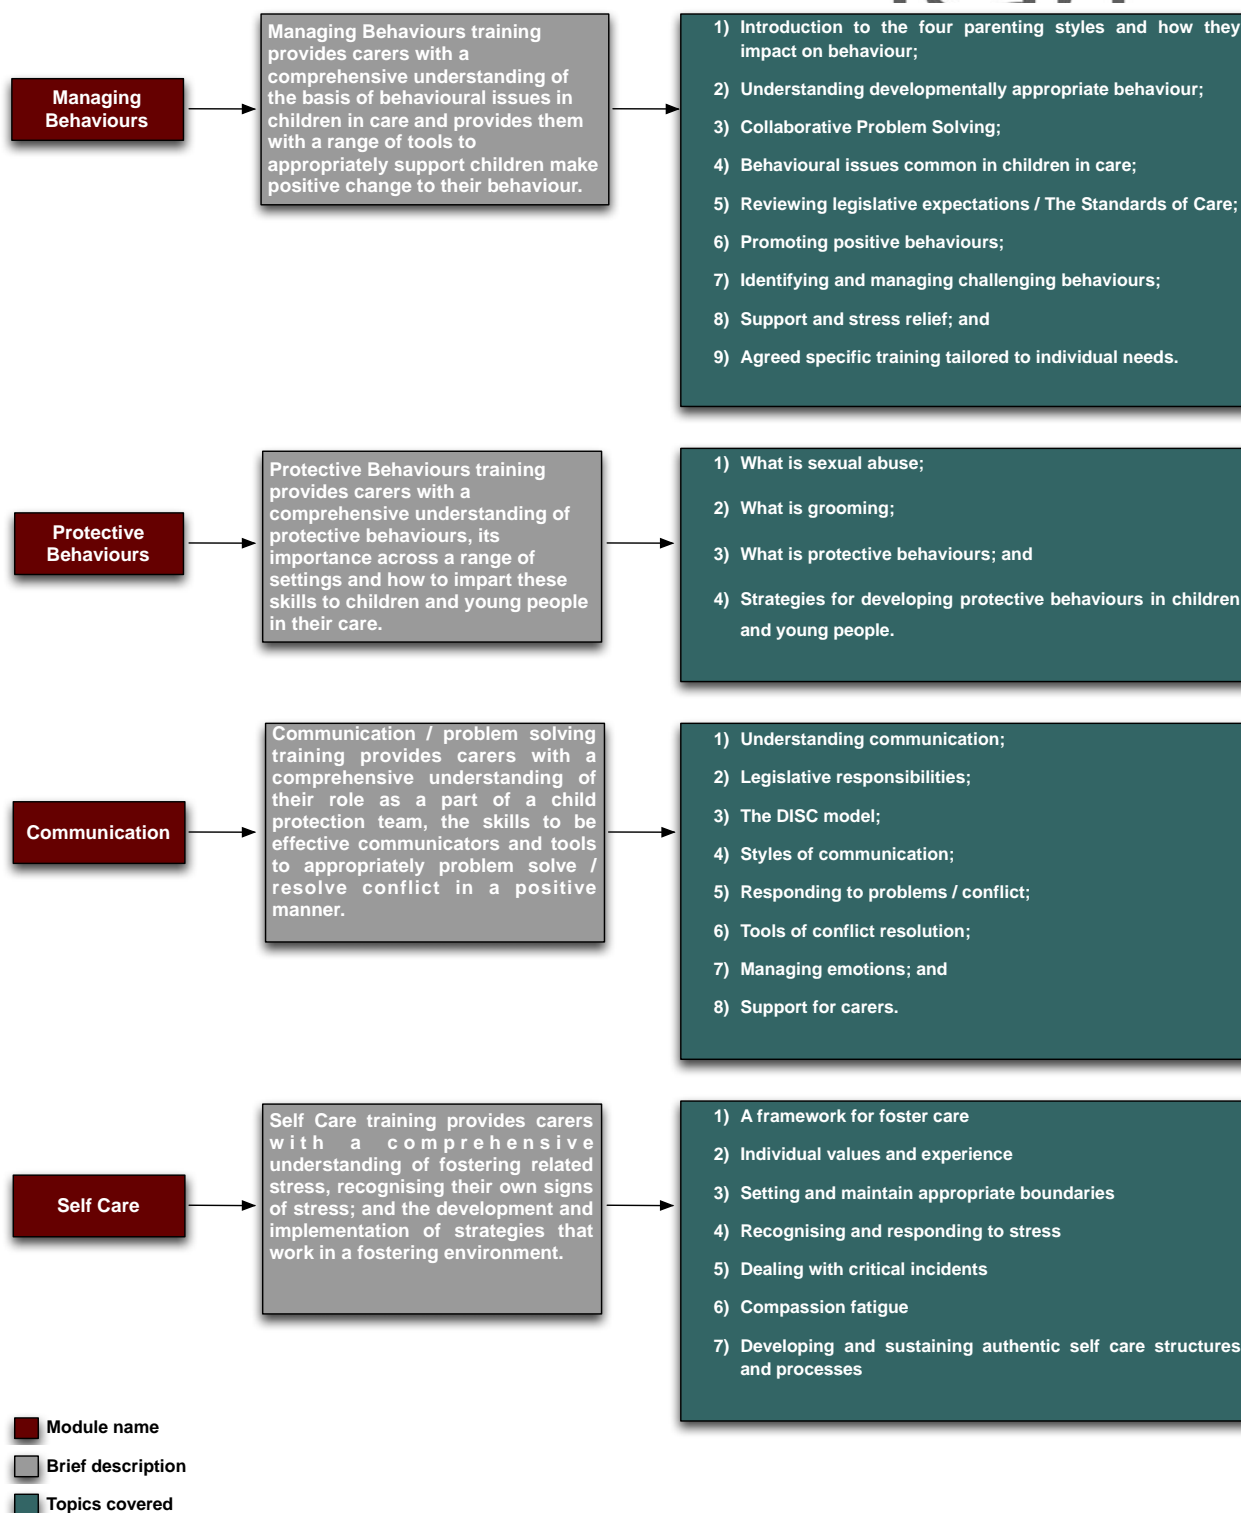 Managing
Behaviours
Managing Behaviours training
provides carers with a
comprehensive understanding of
the basis of behavioural issues in
children in care and provides them
with a range of tools to
appropriately support children make
positive change to their behaviour.
1) Introduction to the four parenting styles and how they
impact on behaviour;
2) Understanding developmentally appropriate behaviour;
3) Collaborative Problem Solving;
4) Behavioural issues common in children in care;
5) Reviewing legislative expectations / The Standards of Care;
6) Promoting positive behaviours;
7) Identifying and managing challenging behaviours;
8) Support and stress relief; and
9) Agreed specific training tailored to individual needs.
Protective
Behaviours
Protective Behaviours training
provides carers with a
comprehensive understanding of
protective behaviours, its
importance across a range of
settings and how to impart these
skills to children and young people
in their care.
1) What is sexual abuse;
2) What is grooming;
3) What is protective behaviours; and
4) Strategies for developing protective behaviours in children
and young people.
Communication
Communication / problem solving
training provides carers with a
comprehensive understanding of
their role as a part of a child
protection team, the skills to be
effective communicators and tools
to appropriately problem solve /
resolve conflict in a positive
manner.
1) Understanding communication;
2) Legislative responsibilities;
3) The DISC model;
4) Styles of communication;
5) Responding to problems / conflict;
6) Tools of conflict resolution;
7) Managing emotions; and
8) Support for carers.
Self Care
Self Care training provides carers
with a comprehensive
understanding of fostering related
stress, recognising their own signs
of stress; and the development and
implementation of strategies that
work in a fostering environment.
1) A framework for foster care
2) Individual values and experience
3) Setting and maintain appropriate boundaries
4) Recognising and responding to stress
5) Dealing with critical incidents
6) Compassion fatigue
7) Developing and sustaining authentic self care structures
and processes
Module name
Brief description
Topics covered